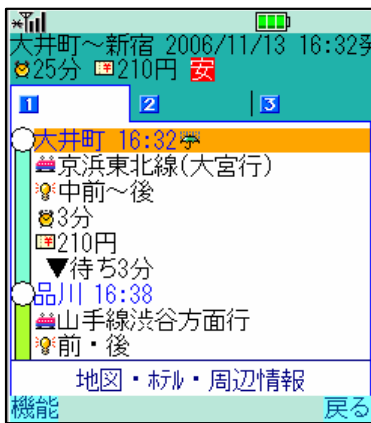 大井町～新宿 2006/11/13 16:32発
25分 210円 安
1 2 3
大井町 16:32
京浜東北線(大宮行)
中前～後
3分
210円
▼待ち3分
品川 16:38
山手線渋谷方面行
前・後
地図・ﾎﾃﾙ・周辺情報
機能 戻る